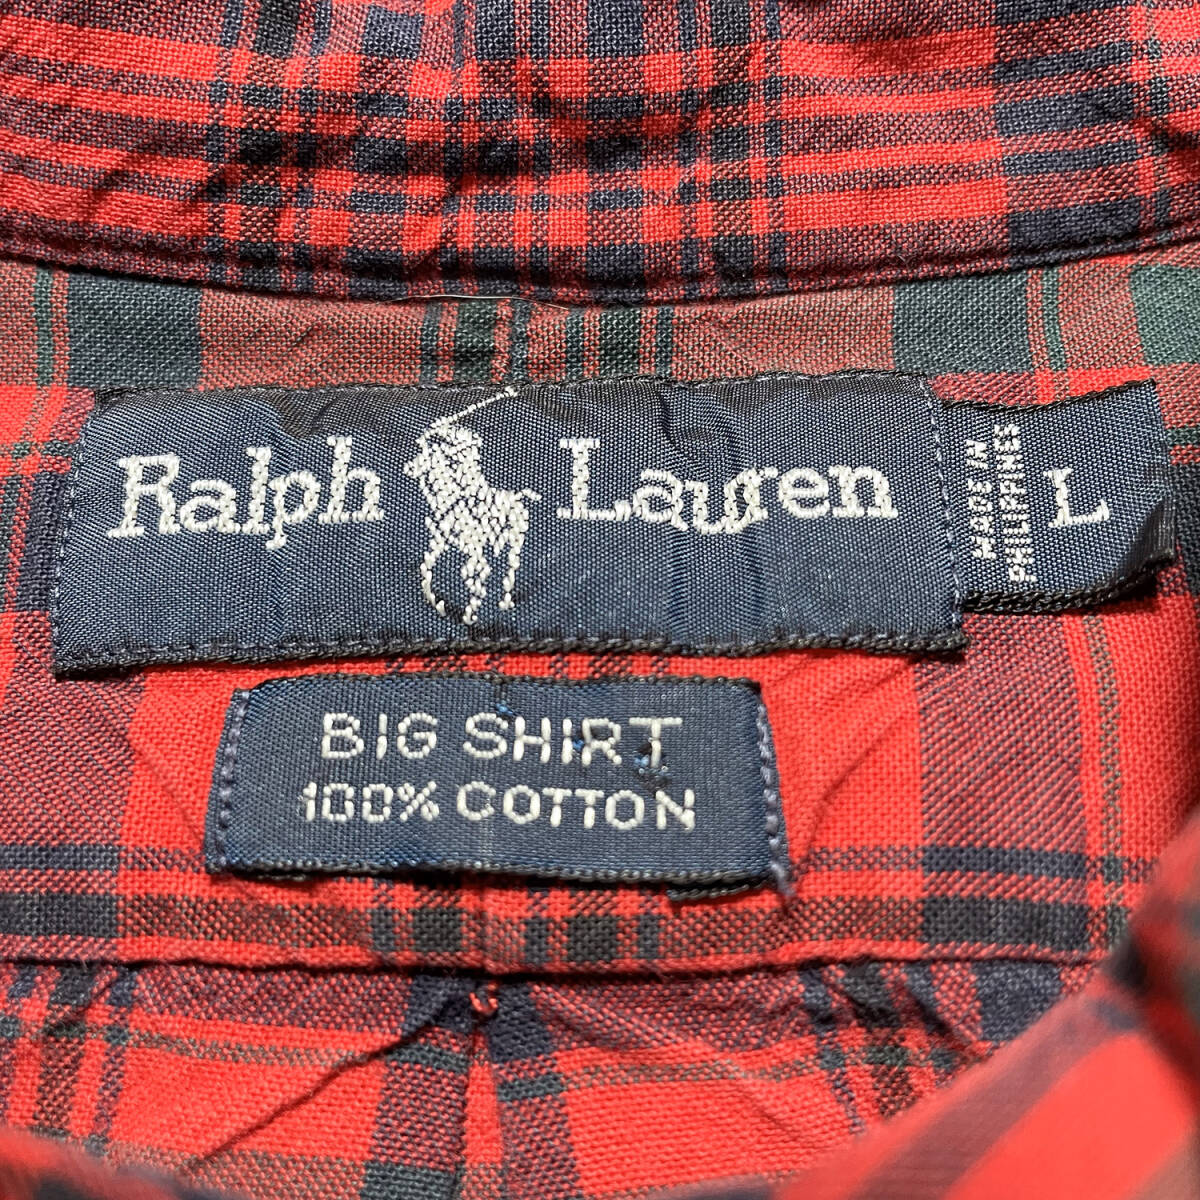 Ralph Lauren
MADE IN
PHILIPPINES
L
BIG SHIRT
100% COTTON